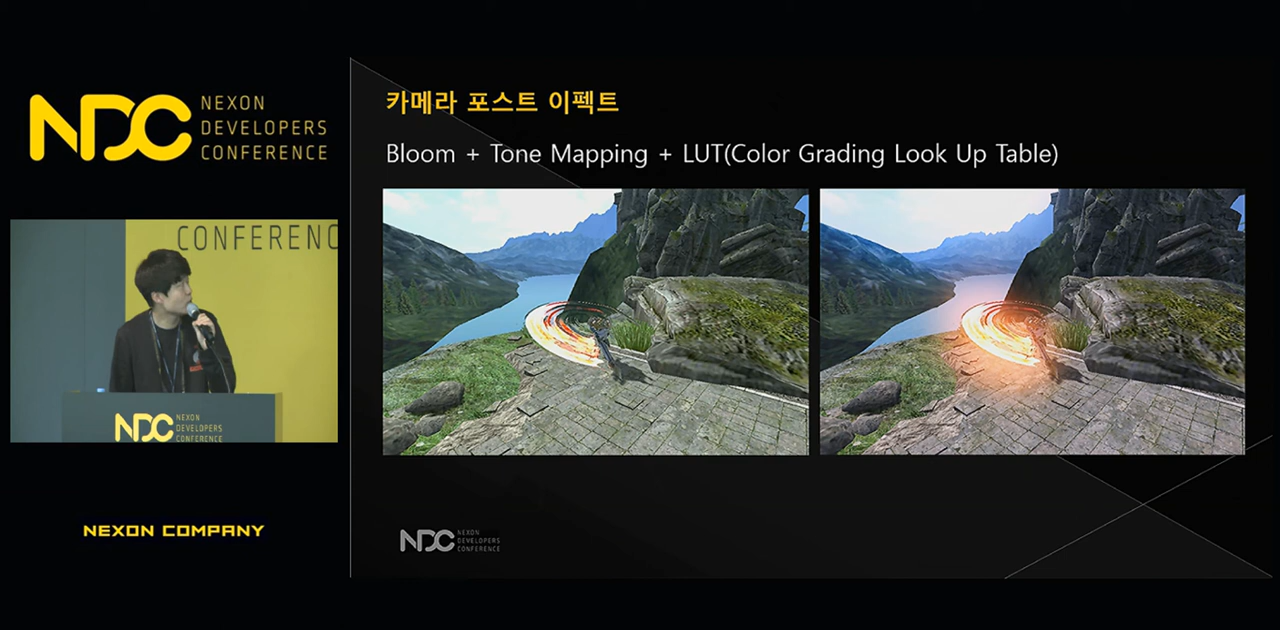 NDC NEXON
DEVELOPERS
CONFERENCE
카메라 포스트 이펙트
Bloom + Tone Mapping + LUT(Color Grading Look Up Table)
CONFERENC
NDC NEXON
DEVELOPERS
CONFERENCE
NEXON COMPANY
NDC NEXON
DEVELOPERS
CONFERENCE